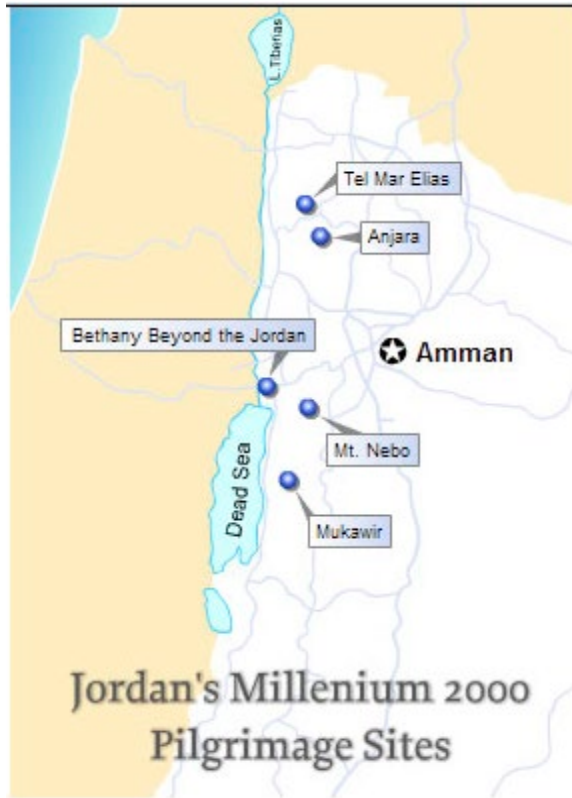 L.Tiberias
Tel Mar Elias
Anjara
Bethany Beyond the Jordan
Amman
Mt. Nebo
Dead Sea
Mukawir
Jordan's Millenium 2000
Pilgrimage Sites